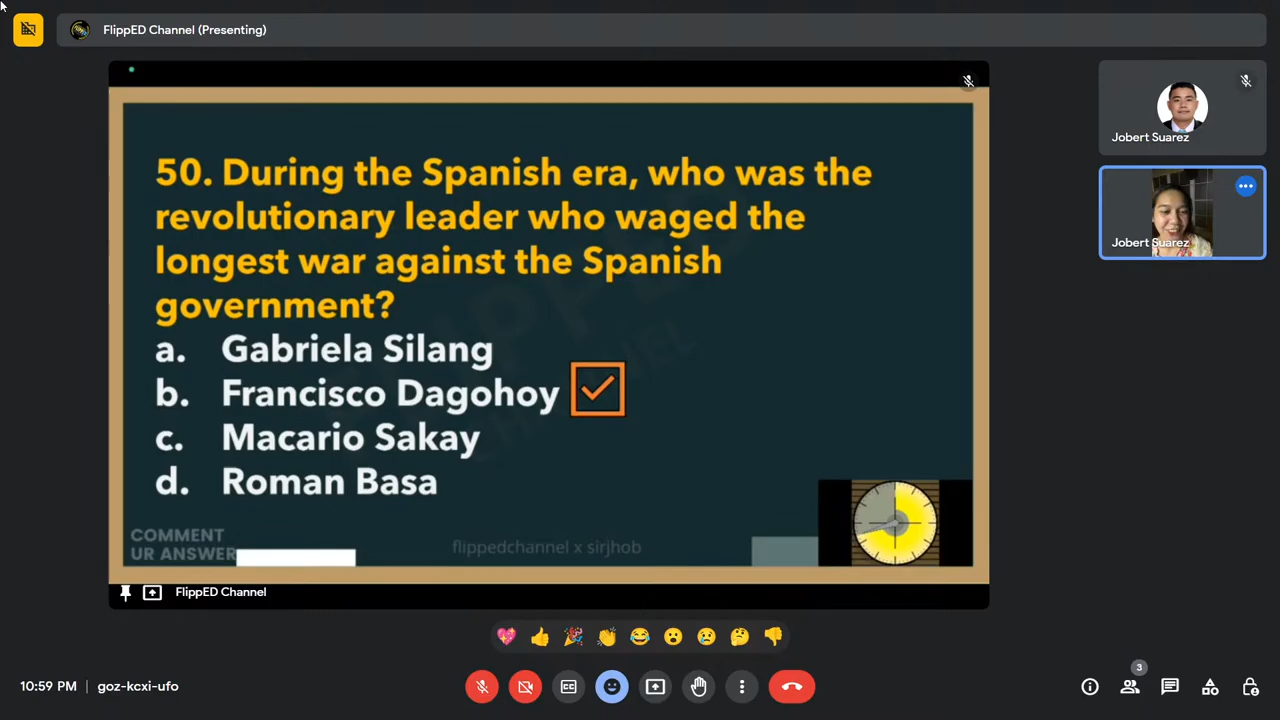 FlippED Channel (Presenting)
50. During the Spanish era, who was the
revolutionary leader who waged the
longest war against the Spanish
government?
a. Gabriela Silang
b. Francisco Dagohoy
c. Macario Sakay
d. Roman Basa
COMMENT
UR ANSWER
flippedchannel x sirjhob
FlippED Channel
Jobert Suarez
Jobert Suarez
10:59 PM | goz-kcxi-ufo
CC
3